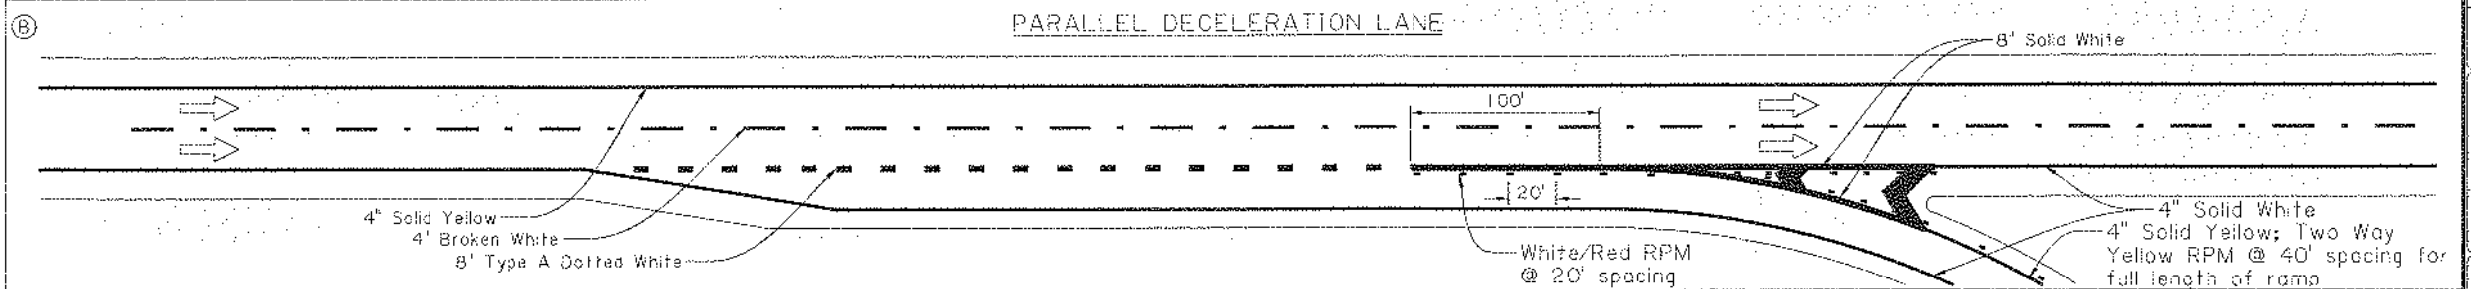 B
PARALLEL DECELERATION LANE
8" Solid White
100'
20'
4" Solid Yellow
4' Broken White
8' Type A Dotted White
White/Red RPM
@ 20' spacing
4" Solid White
4" Solid Yellow; Two Way
Yellow RPM @ 40' spacing for
full length of ramp